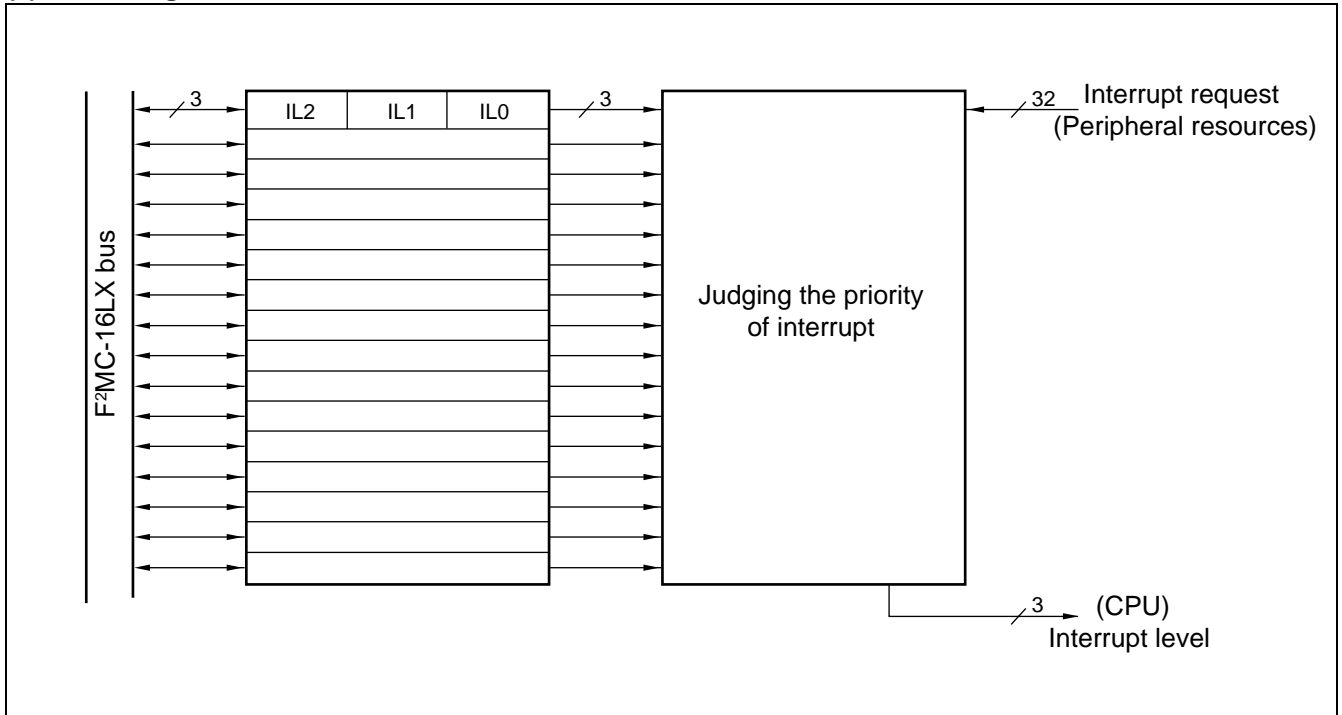 3
IL2
IL1
IL0
3
32
Interrupt request
(Peripheral resources)
F²MC-16LX bus
Judging the priority
of interrupt
3
(CPU)
Interrupt level